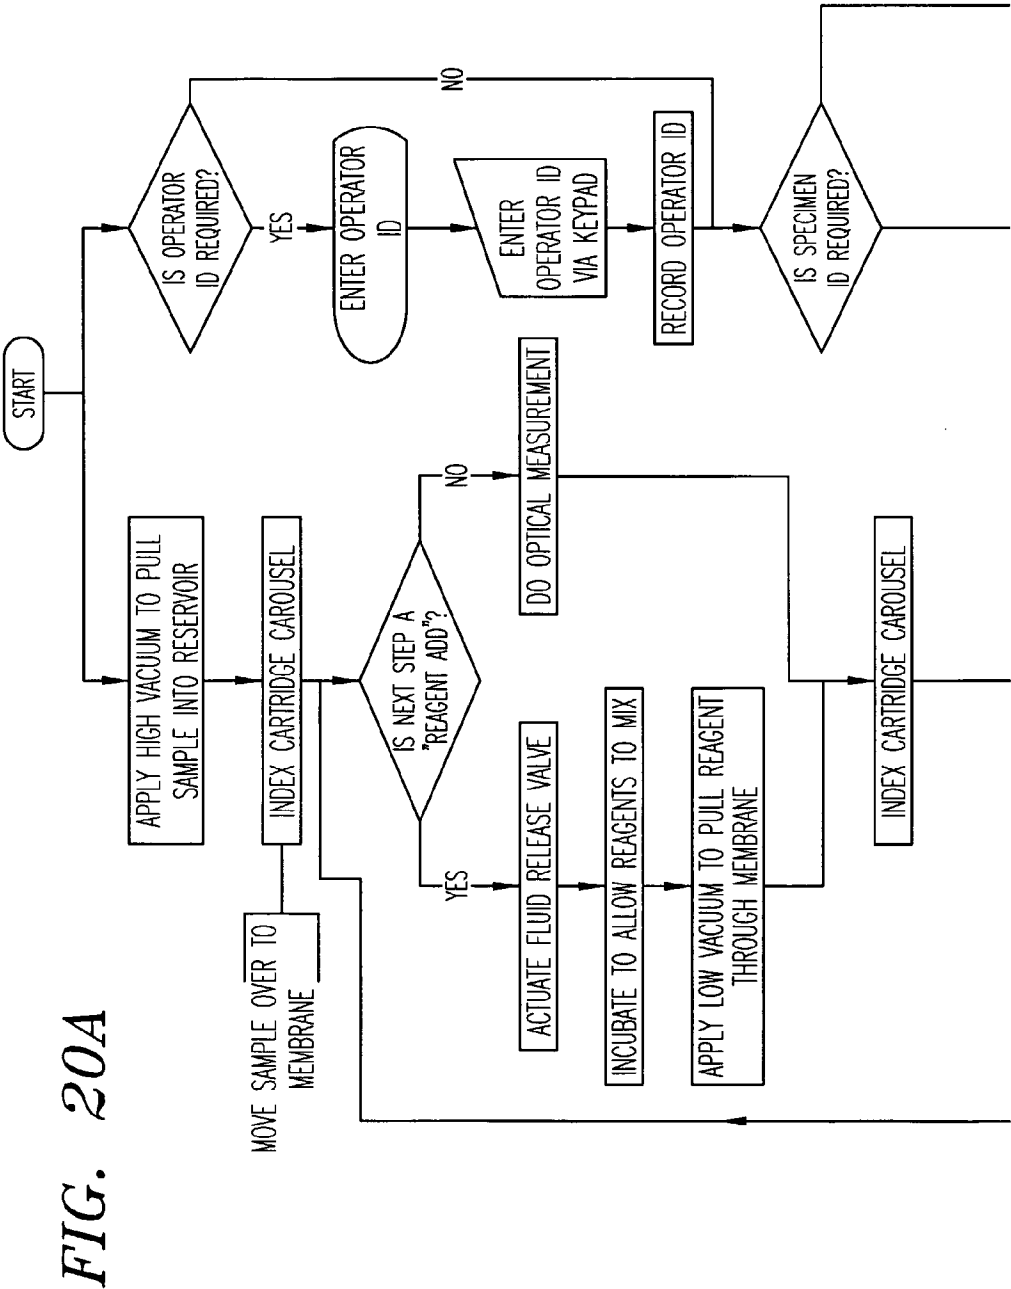 FIG. 20A
START
APPLY HIGH VACUUM TO PULL
SAMPLE INTO RESERVOIR
MOVE SAMPLE OVER TO
MEMBRANE
INDEX CARTRIDGE CAROUSEL
IS NEXT STEP A
"REAGENT ADD"?
YES
NO
ACTUATE FLUID RELEASE VALVE
INCUBATE TO ALLOW REAGENTS TO MIX
APPLY LOW VACUUM TO PULL REAGENT
THROUGH MEMBRANE
DO OPTICAL MEASUREMENT
INDEX CARTRIDGE CAROUSEL
IS OPERATOR
ID REQUIRED?
YES
NO
ENTER OPERATOR
ID
ENTER
OPERATOR ID
VIA KEYPAD
RECORD OPERATOR ID
IS SPECIMEN
ID REQUIRED?